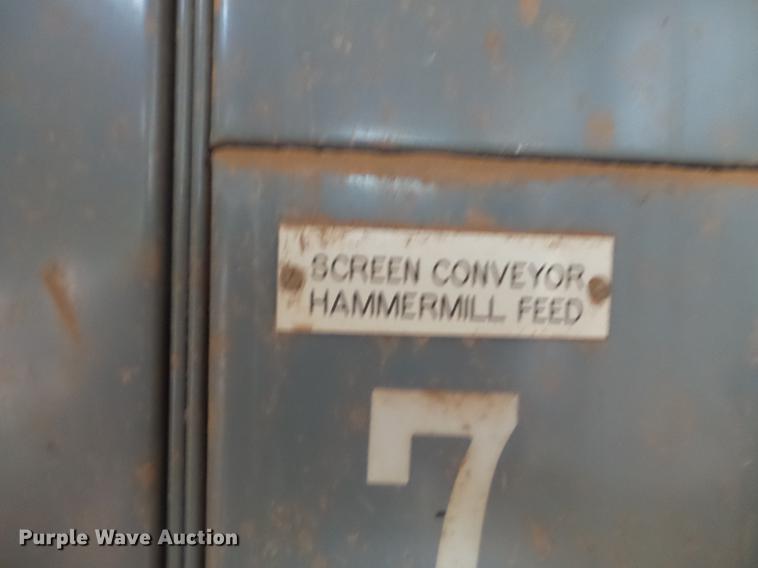 SCREEN CONVEYOR
HAMMERMILL FEED
7
Purple Wave Auction